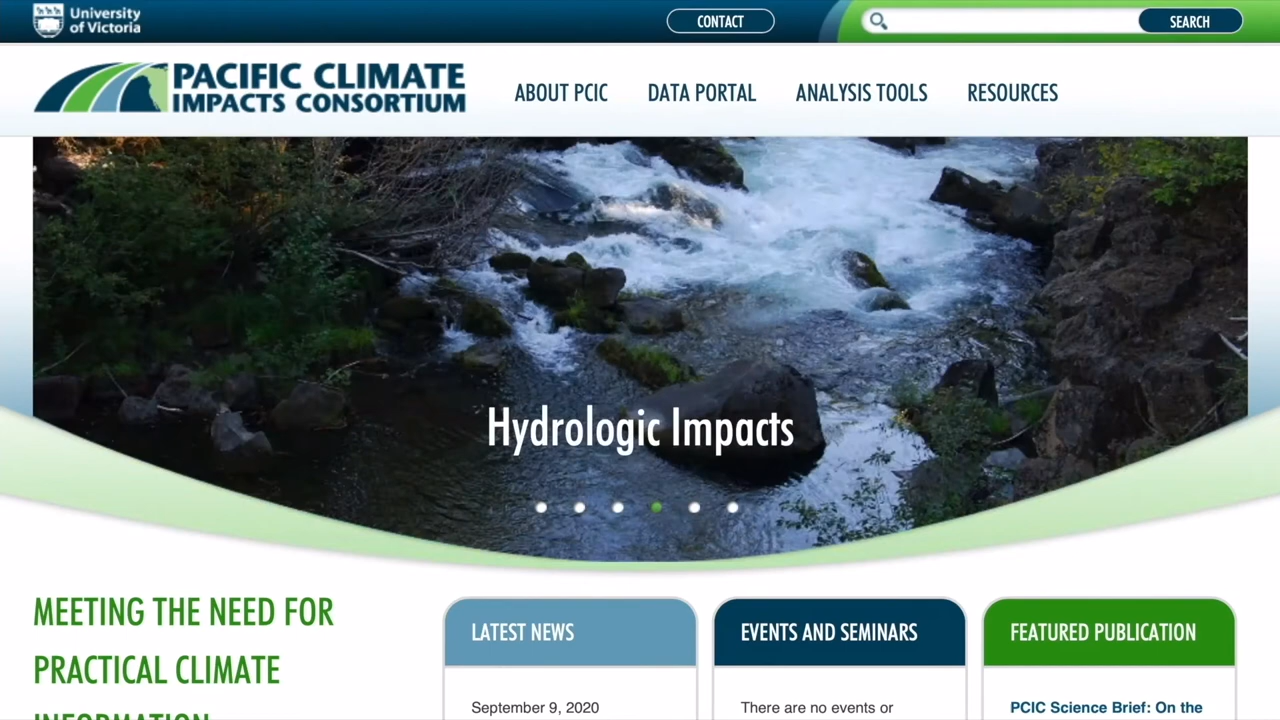 University
of Victoria
CONTACT
SEARCH
PACIFIC CLIMATE
IMPACTS CONSORTIUM
ABOUT PCIC
DATA PORTAL
ANALYSIS TOOLS
RESOURCES
Hydrologic Impacts
MEETING THE NEED FOR
PRACTICAL CLIMATE
INFORMATION
LATEST NEWS
September 9, 2020
EVENTS AND SEMINARS
There are no events or
FEATURED PUBLICATION
PCIC Science Brief: On the